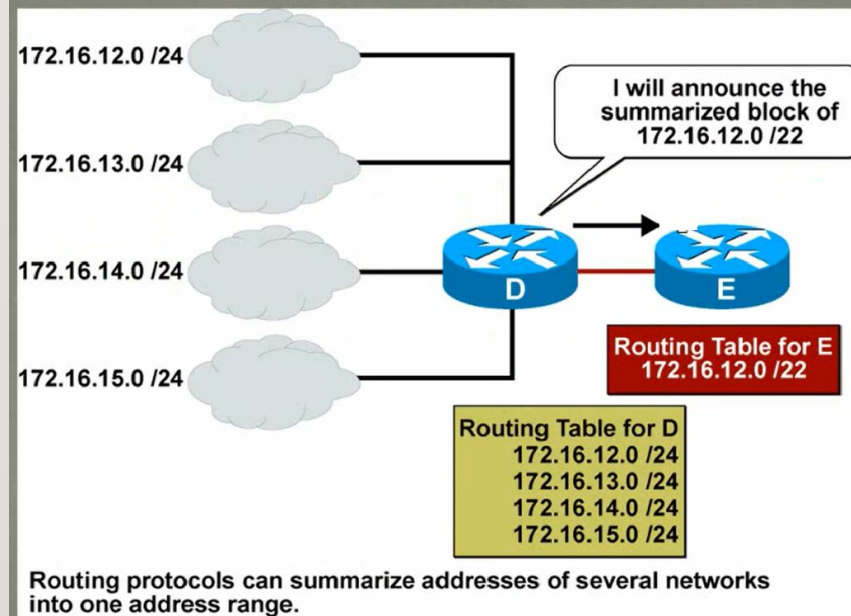 172.16.12.0 /24
I will announce the
summarized block of
172.16.12.0 /22
172.16.13.0 /24
172.16.14.0 /24
D
E
172.16.15.0 /24
Routing Table for E
172.16.12.0 /22
Routing Table for D
172.16.12.0 /24
172.16.13.0 /24
172.16.14.0 /24
172.16.15.0 /24
Routing protocols can summarize addresses of several networks
into one address range.